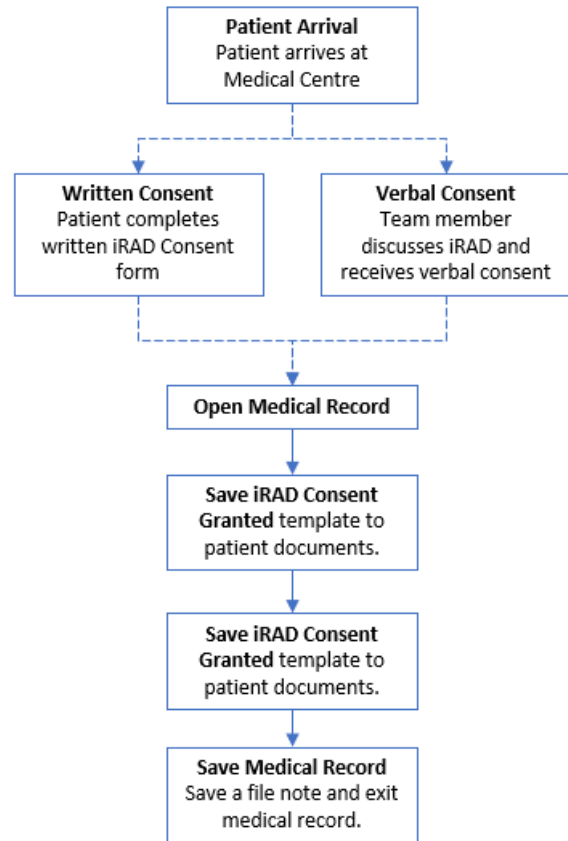 Patient Arrival
Patient arrives at
Medical Centre
Written Consent
Patient completes
written iRAD Consent
form
Verbal Consent
Team member
discusses iRAD and
receives verbal consent
Open Medical Record
Save iRAD Consent
Granted template to
patient documents.
Save iRAD Consent
Granted template to
patient documents.
Save Medical Record
Save a file note and exit
medical record.